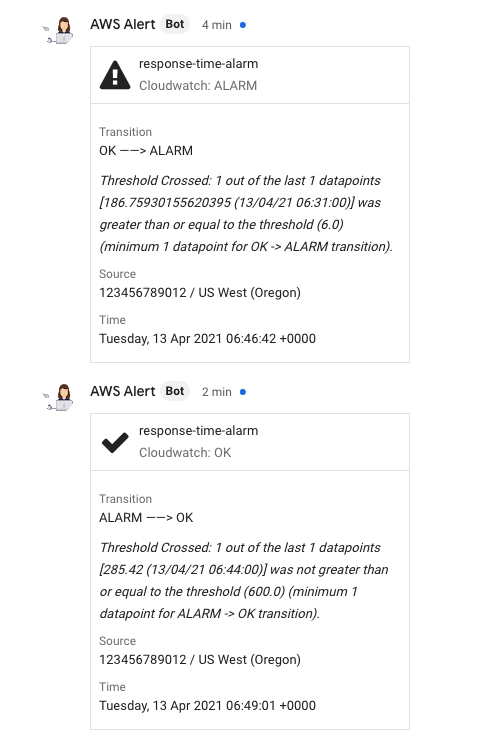 AWS Alert Bot 4 min
response-time-alarm
Cloudwatch: ALARM
Transition
OK ——> ALARM
Threshold Crossed: 1 out of the last 1 datapoints
[186.75930155620395 (13/04/21 06:31:00)] was
greater than or equal to the threshold (6.0)
(minimum 1 datapoint for OK -> ALARM transition).
Source
123456789012 / US West (Oregon)
Time
Tuesday, 13 Apr 2021 06:46:42 +0000
AWS Alert Bot 2 min
response-time-alarm
Cloudwatch: OK
Transition
ALARM ——> OK
Threshold Crossed: 1 out of the last 1 datapoints
[285.42 (13/04/21 06:44:00)] was not greater than
or equal to the threshold (600.0) (minimum 1
datapoint for ALARM -> OK transition).
Source
123456789012 / US West (Oregon)
Time
Tuesday, 13 Apr 2021 06:49:01 +0000